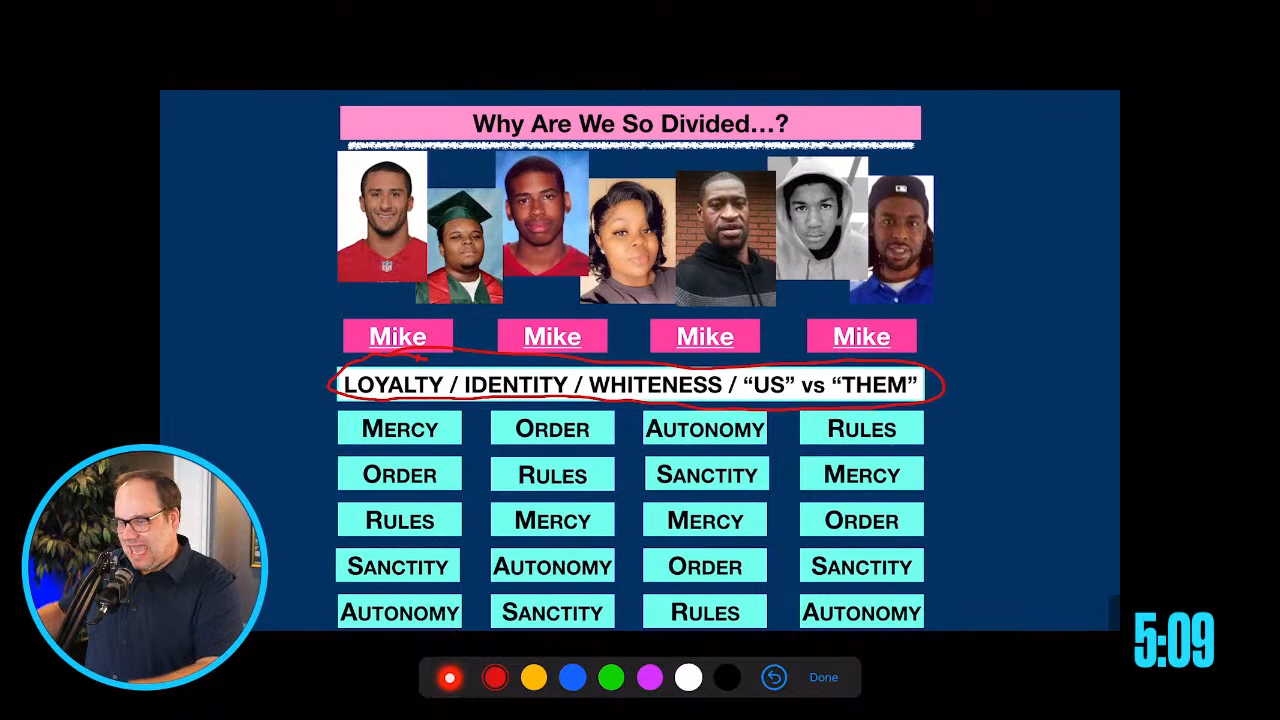 Why Are We So Divided...?
Mike Mike Mike Mike
LOYALTY / IDENTITY / WHITENESS / “US” vs “THEM”
MERCY ORDER AUTONOMY RULES
ORDER RULES SANCTITY MERCY
RULES MERCY MERCY ORDER
SANCTITY AUTONOMY ORDER SANCTITY
AUTONOMY SANCTITY RULES AUTONOMY
5:09
Done